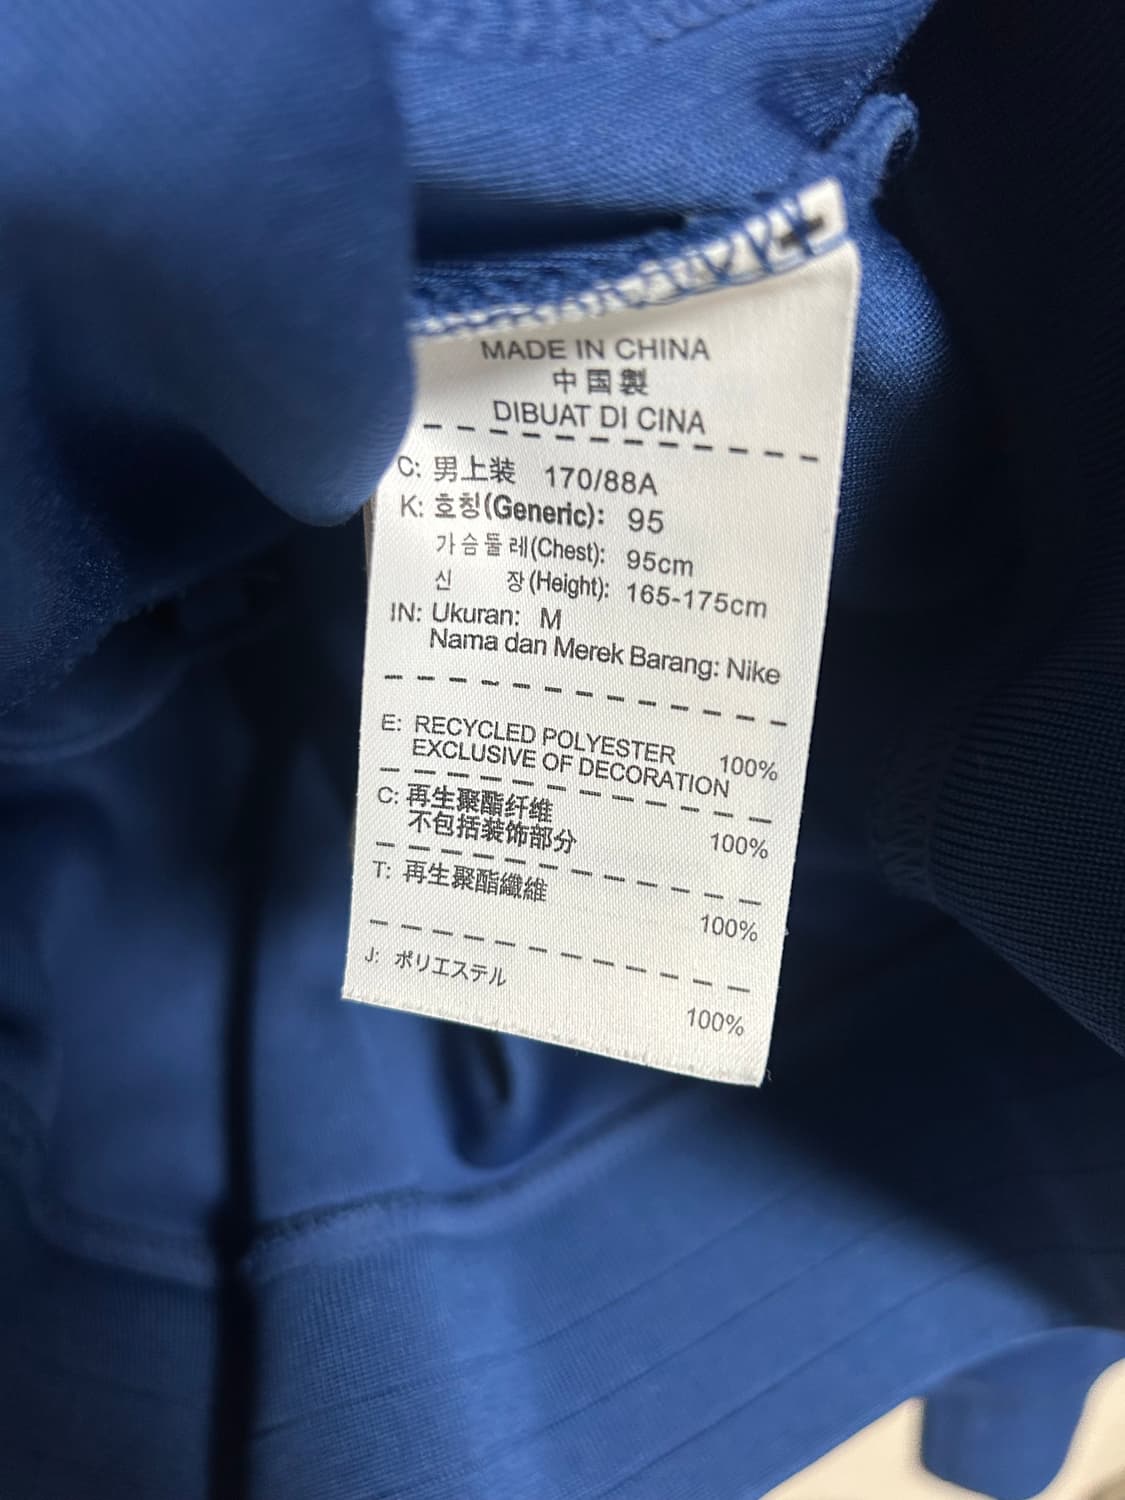 MADE IN CHINA
中国製
DIBUAT DI CINA
C: 男上装 170/88A
K: 호칭(Generic): 95
가슴둘레(Chest): 95cm
신 장(Height): 165-175cm
IN: Ukuran: M
Nama dan Merek Barang: Nike
E: RECYCLED POLYESTER 100%
EXCLUSIVE OF DECORATION
C: 再生聚酯纤维 100%
不包括装饰部分
T: 再生聚酯纖維 100%
J: ポリエステル 100%